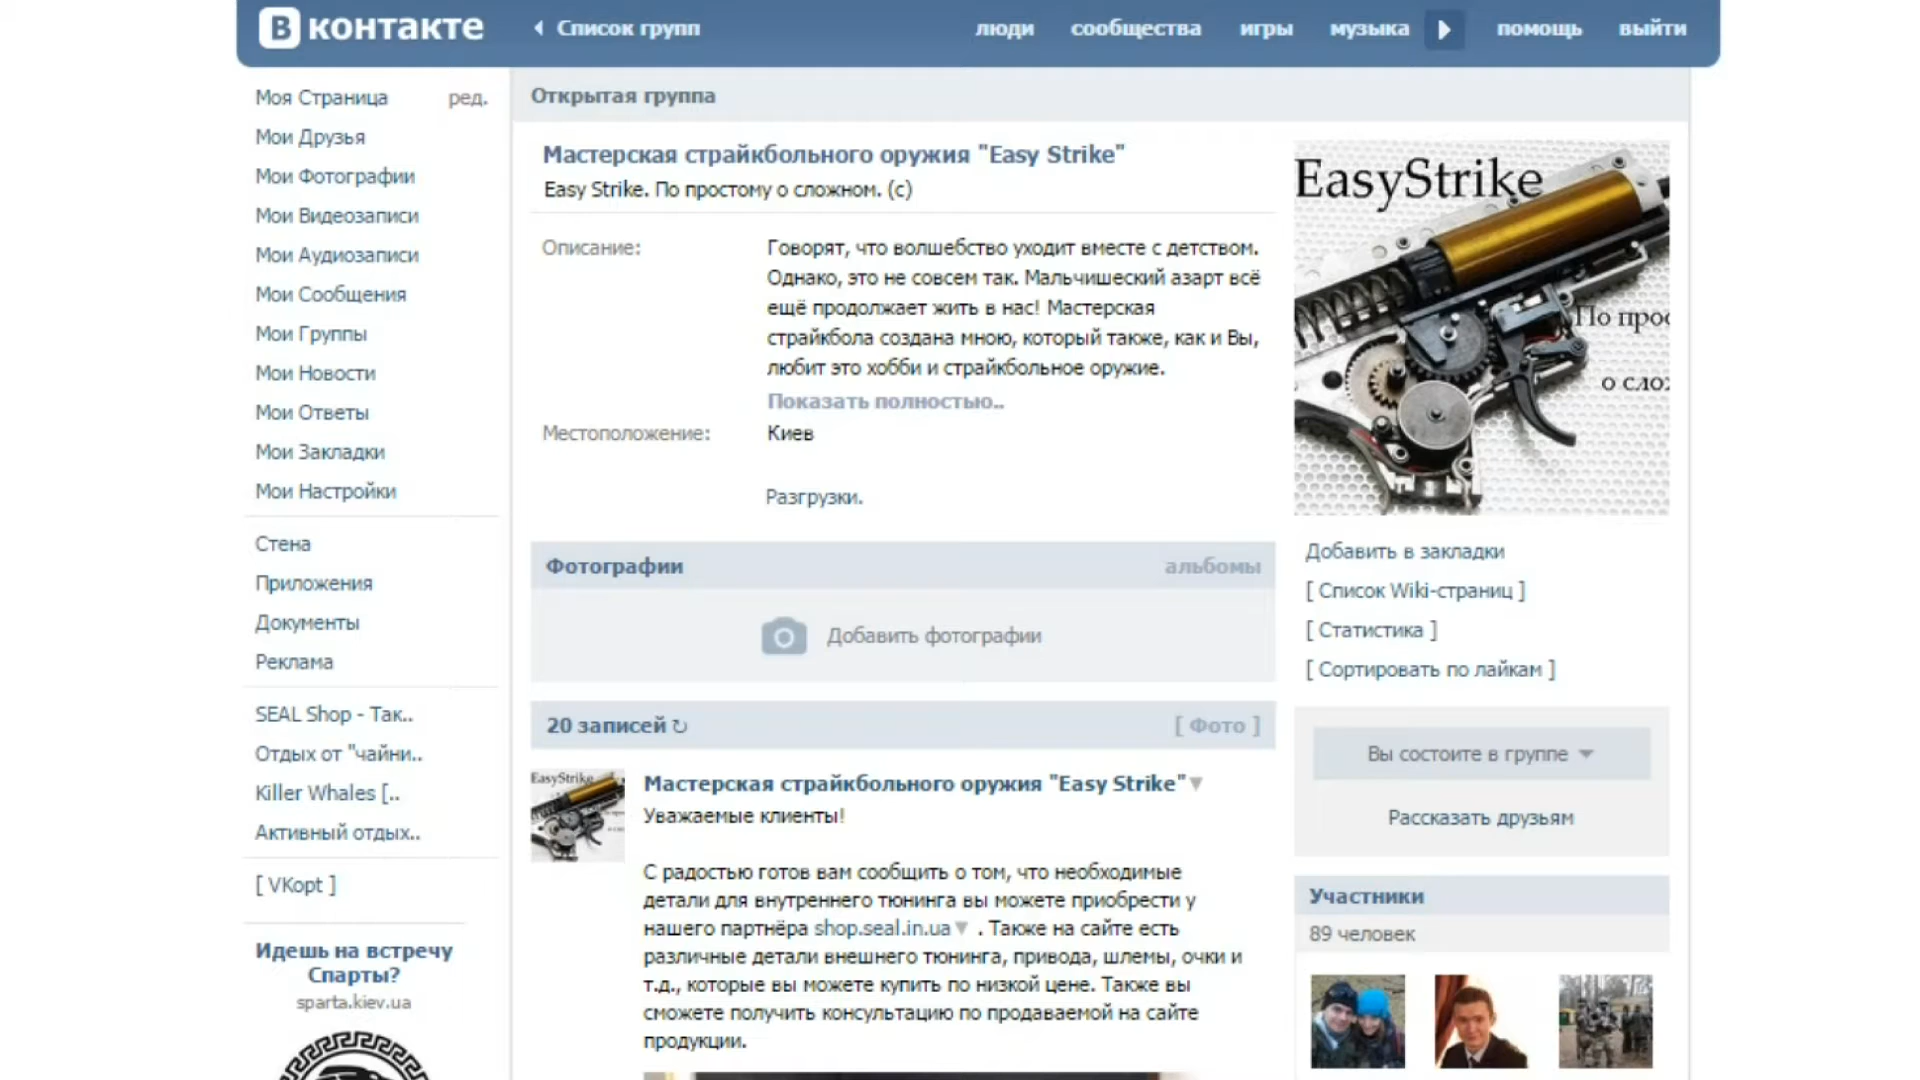 В контакте
Список групп
люди
сообщества
игры
музыка
помощь
выйти
Моя Страница
ред.
Мои Друзья
Мои Фотографии
Мои Видеозаписи
Мои Аудиозаписи
Мои Сообщения
Мои Группы
Мои Новости
Мои Ответы
Мои Закладки
Мои Настройки
Стена
Приложения
Документы
Реклама
SEAL Shop - Так..
Отдых от "чайни..
Killer Whales [..
Активный отдых..
[ VKopt ]
Идешь на встречу
Спарты?
sparta.kiev.ua
Открытая группа
Мастерская страйкбольного оружия "Easy Strike"
Easy Strike. По простому о сложном. (c)
Описание:
Говорят, что волшебство уходит вместе с детством.
Однако, это не совсем так. Мальчишеский азарт всё
ещё продолжает жить в нас! Мастерская
страйкбола создана мною, который также, как и Вы,
любит это хобби и страйкбольное оружие.
Показать полностью..
Местоположение:
Киев
Разгрузки.
Фотографии
альбомы
Добавить фотографии
20 записей
[ Фото ]
EasyStrike
Мастерская страйкбольного оружия "Easy Strike"
Уважаемые клиенты!
С радостью готов вам сообщить о том, что необходимые
детали для внутреннего тюнинга вы можете приобрести у
нашего партнёра shop.seal.in.ua . Также на сайте есть
различные детали внешнего тюнинга, привода, шлемы, очки и
т.д., которые вы можете купить по низкой цене. Также вы
сможете получить консультацию по продаваемой на сайте
продукции.
EasyStrike
По прос
о слож
Добавить в закладки
[ Список Wiki-страниц ]
[ Статистика ]
[ Сортировать по лайкам ]
Вы состоите в группе
Рассказать друзьям
Участники
89 человек